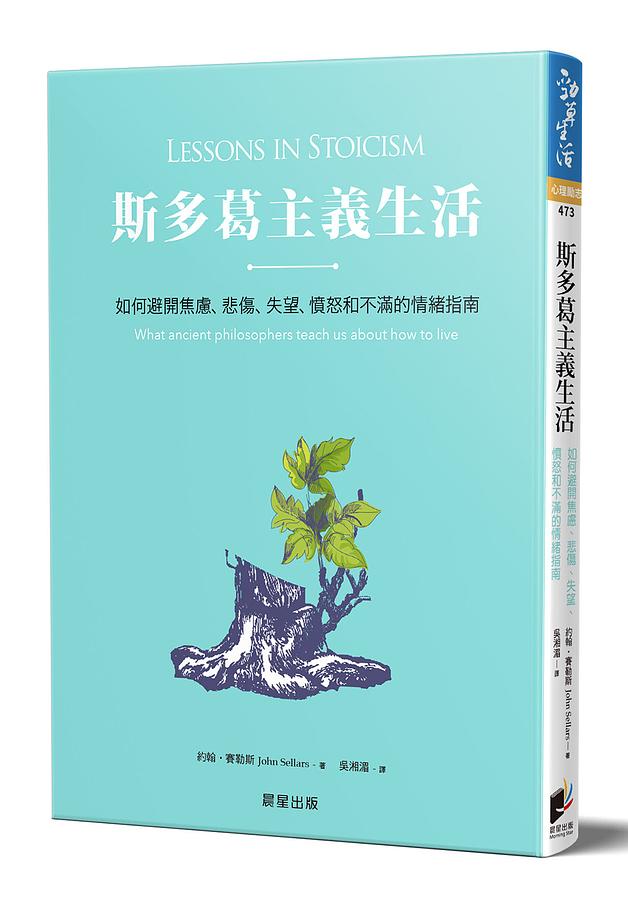 LESSONS IN STOICISM
斯多葛主義生活
如何避開焦慮、悲傷、失望、憤怒和不滿的情緒指南
What ancient philosophers teach us about how to live
約翰・賽勒斯 John Sellars - 著 吳湘湄 - 譯
晨星出版
勁草生活
心理勵志
473
斯多葛主義生活
如何避開焦慮、悲傷、失望、
憤怒和不滿的情緒指南
約翰・賽勒斯 John Sellars — 著
吳湘湄 — 譯
晨星出版
Morning Star